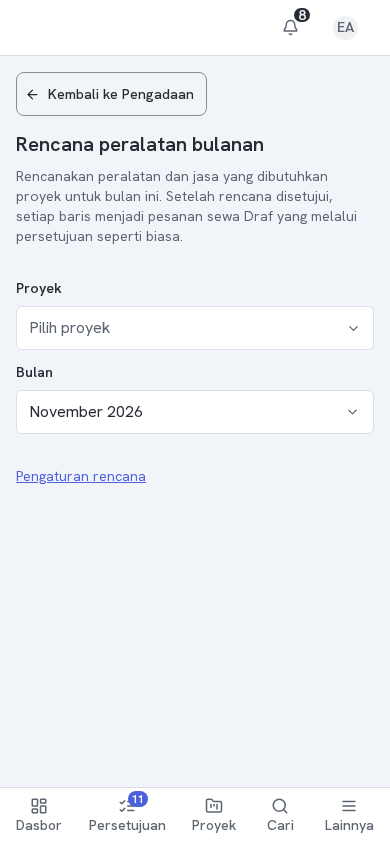 8
EA
Kembali ke Pengadaan
Rencana peralatan bulanan
Rencanakan peralatan dan jasa yang dibutuhkan
proyek untuk bulan ini. Setelah rencana disetujui,
setiap baris menjadi pesanan sewa Draf yang melalui
persetujuan seperti biasa.
Proyek
Pilih proyek
Bulan
November 2026
Pengaturan rencana
11
Dasbor
Persetujuan
Proyek
Cari
Lainnya